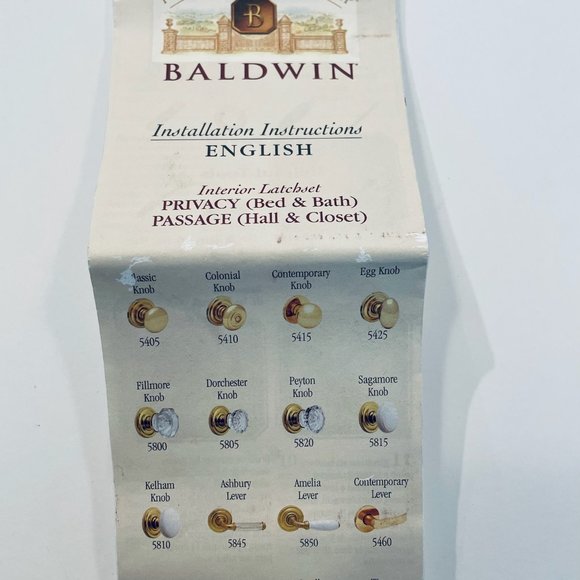 B
BALDWIN
Installation Instructions
ENGLISH
Interior Latchset
PRIVACY (Bed & Bath)
PASSAGE (Hall & Closet)
Colonial Contemporary Egg Knob
Knob Knob Knob
5405 5410 5415 5425
Fillmore Dorchester Peyton Sagamore
Knob Knob Knob Knob
5800 5805 5820 5815
Kelham Ashbury Amelia Contemporary
Knob Lever Lever Lever
5810 5845 5850 5460